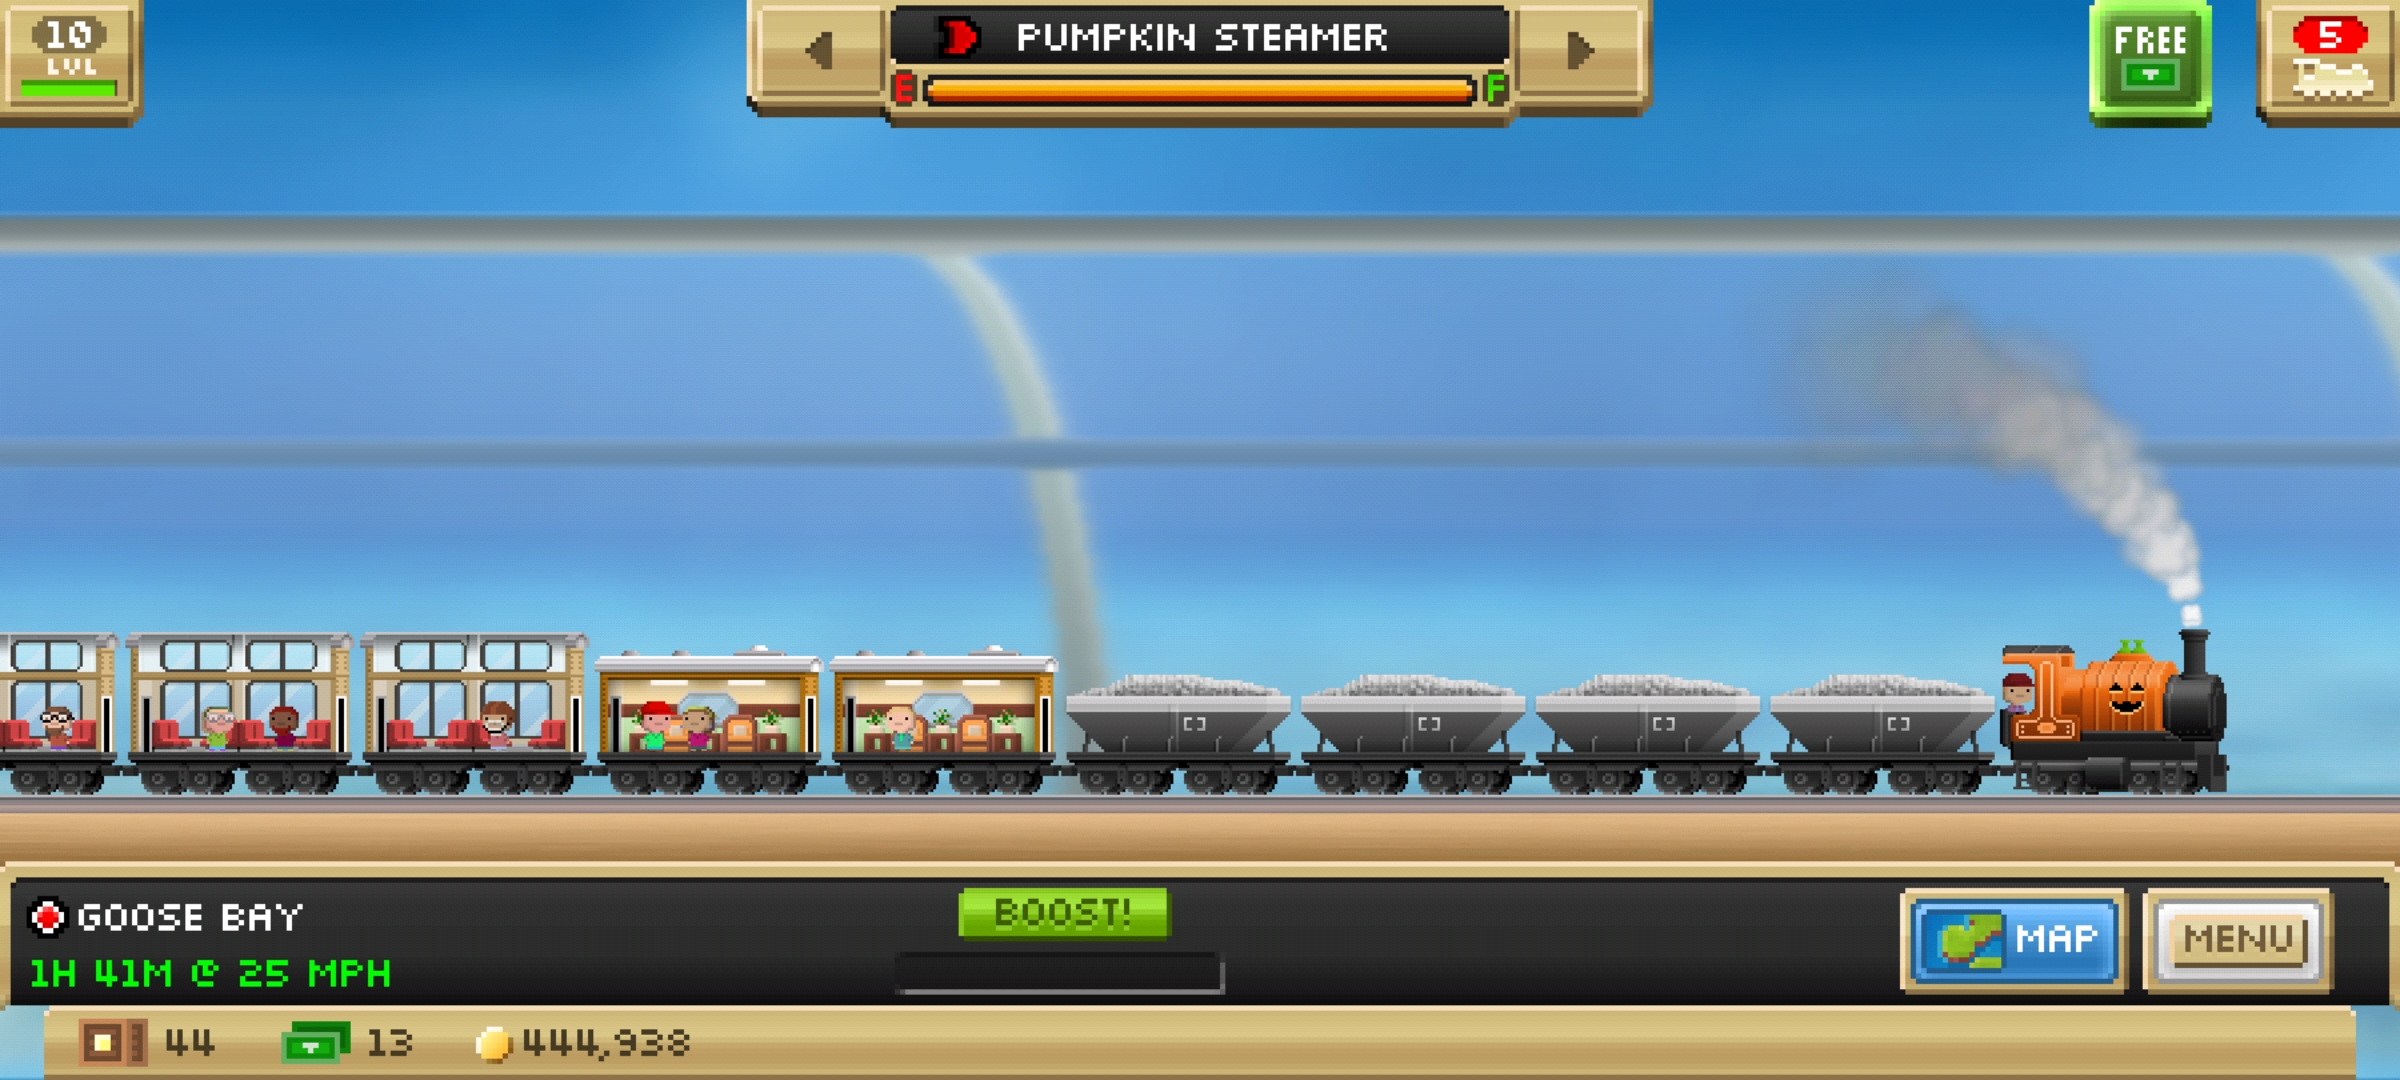 10
LVL
PUMPKIN STEAMER
E
F
FREE
5
GOOSE BAY
1H 41M @ 25 MPH
BOOST!
MAP
MENU
44
13
444,938